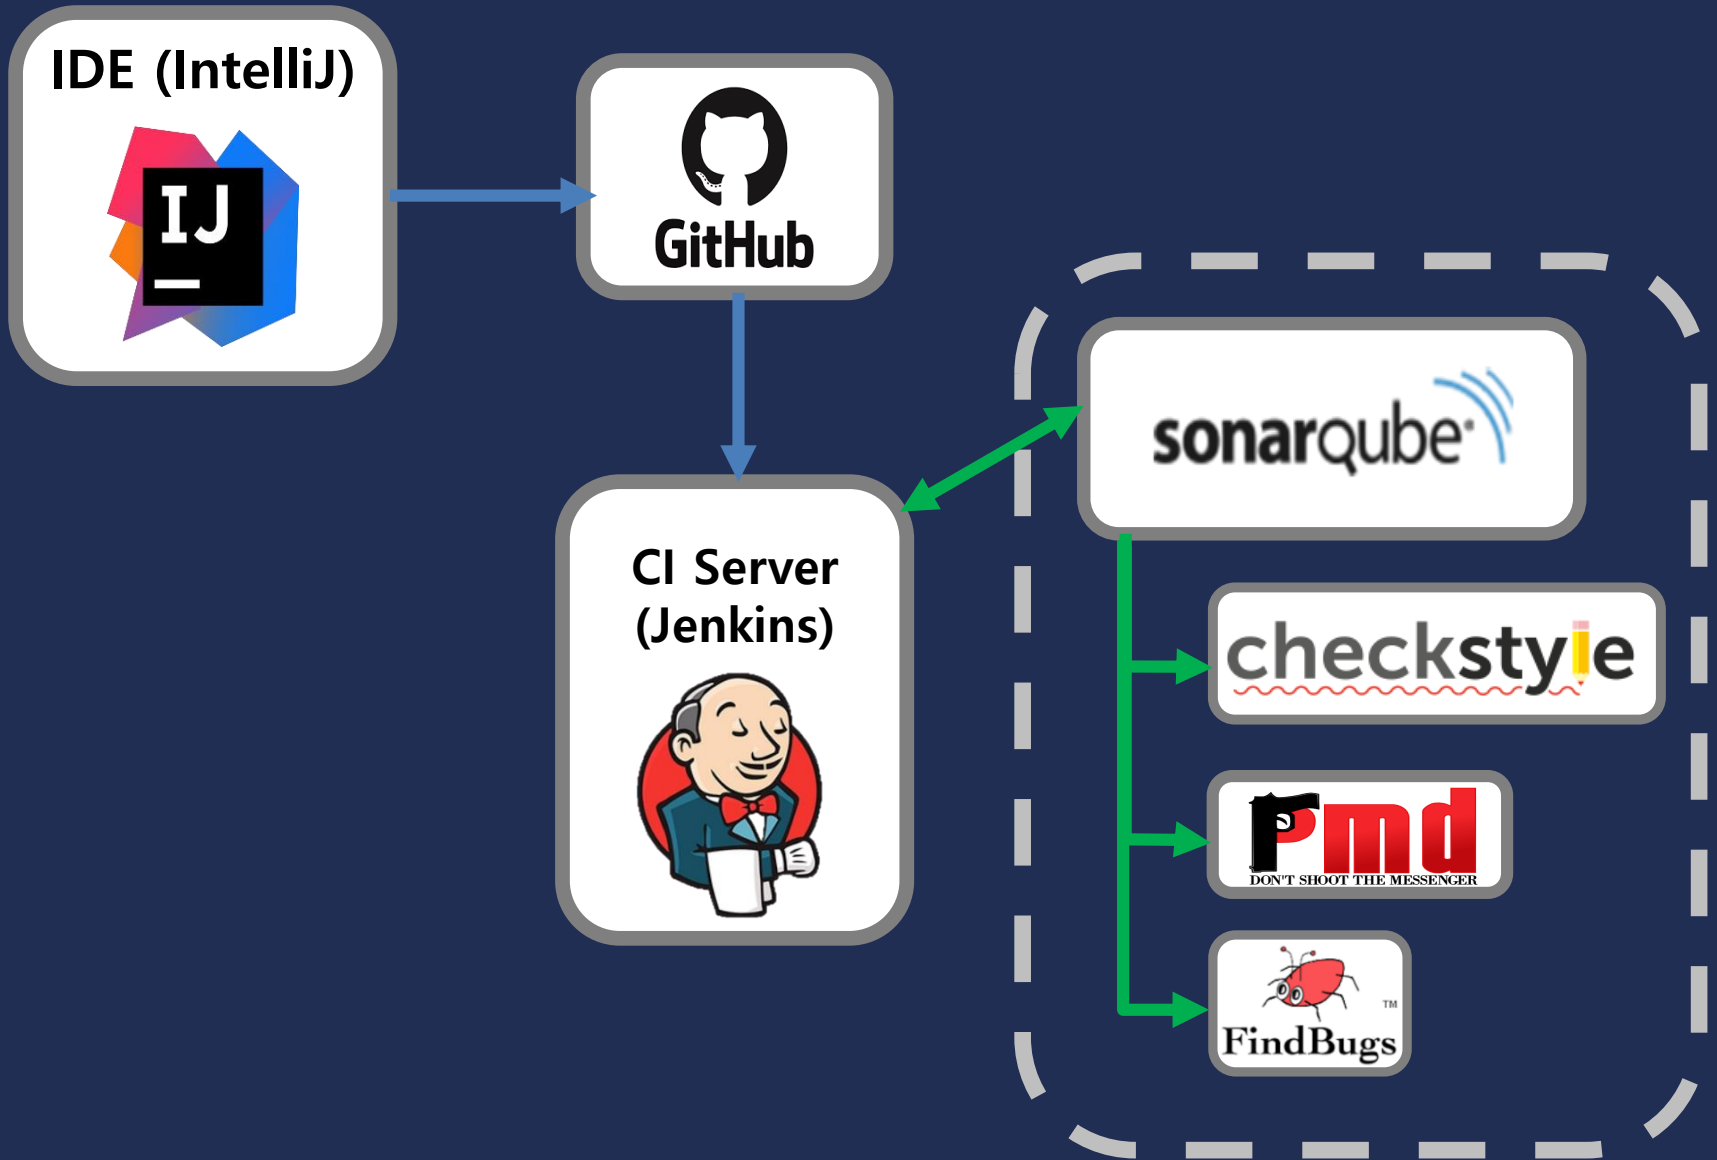 IDE (IntelliJ)
IJ
GitHub
sonarqube
CI Server
(Jenkins)
checkstyle
Pmd
DON'T SHOOT THE MESSENGER
TM
FindBugs